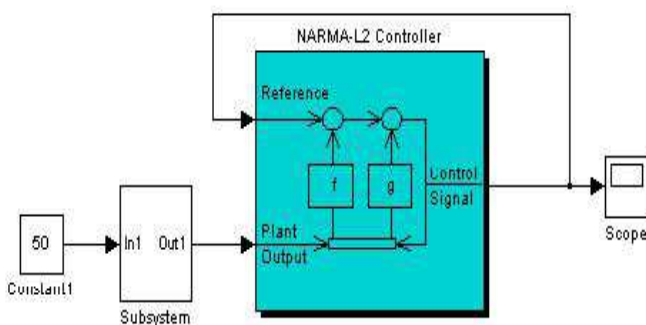 NARMA-L2 Controller
Reference
f
g
Control
Signal
Plant
Output
Scope
50
Constant1
In1
Out1
Subsystem